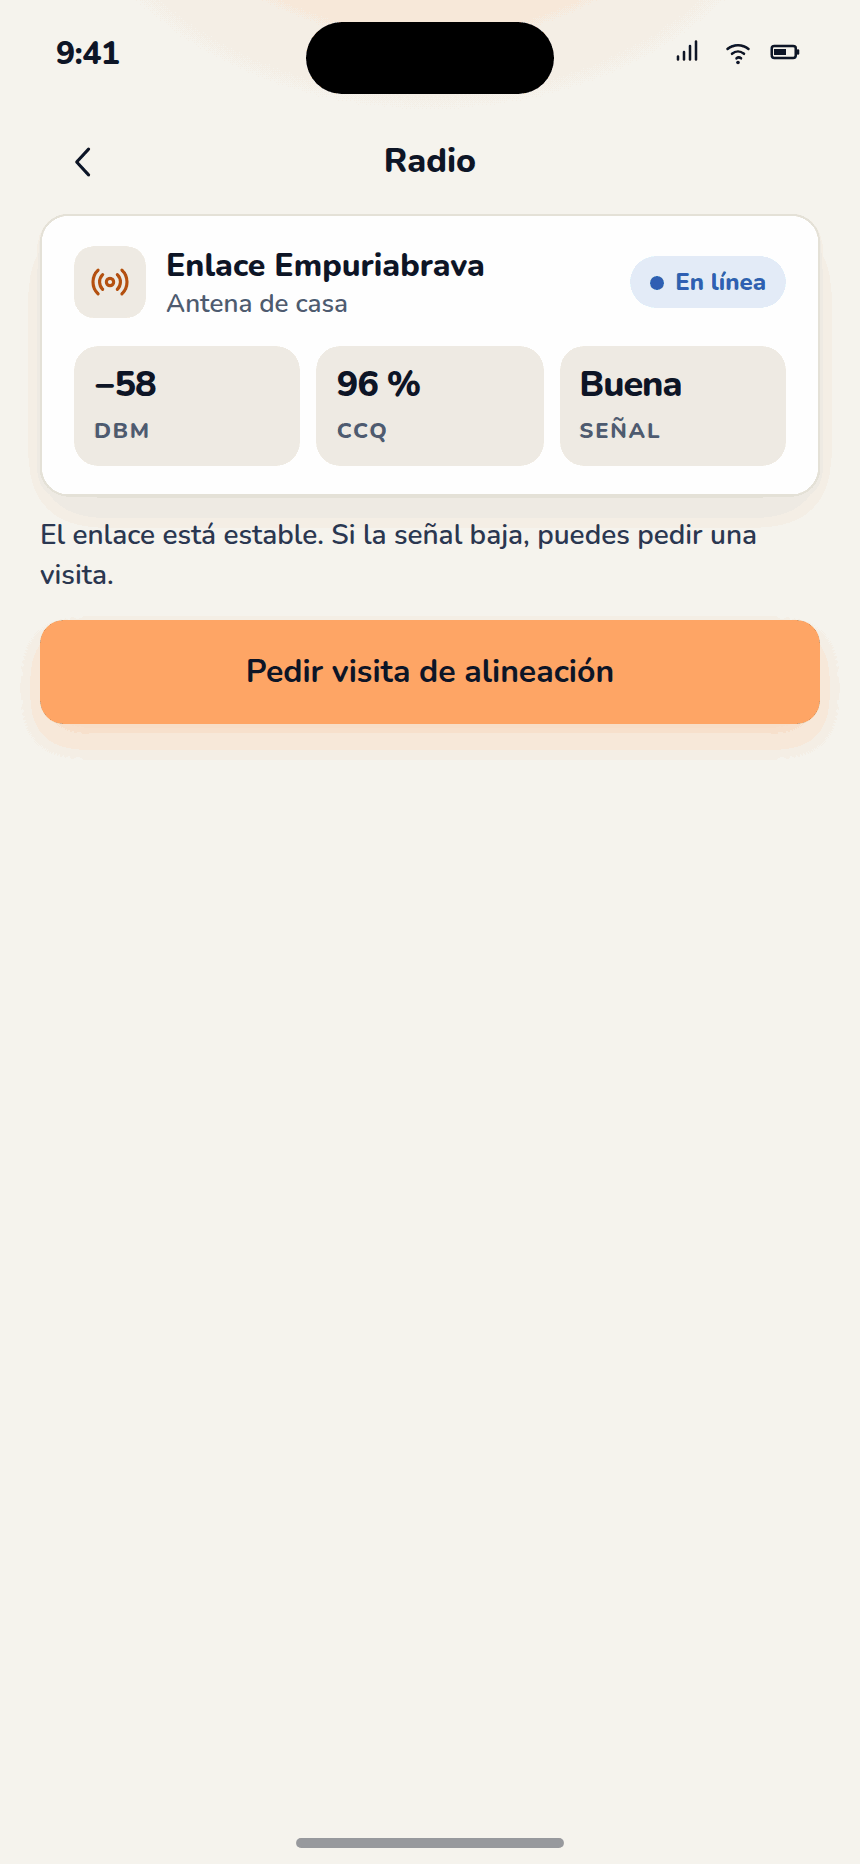 9:41
Radio
Enlace Empuriabrava
Antena de casa
En línea
–58
DBM
96 %
CCQ
Buena
SEÑAL
El enlace está estable. Si la señal baja, puedes pedir una
visita.
Pedir visita de alineación